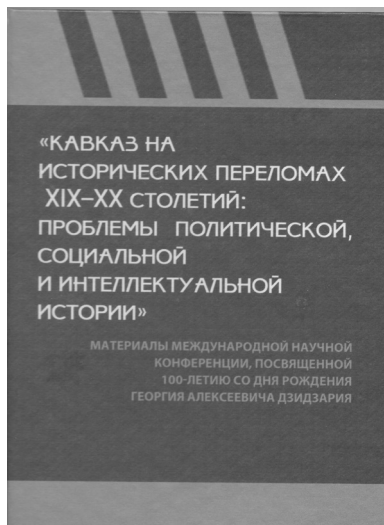 «КАВКАЗ НА
ИСТОРИЧЕСКИХ ПЕРЕЛОМАХ
XIX–XX СТОЛЕТИЙ:
ПРОБЛЕМЫ ПОЛИТИЧЕСКОЙ,
СОЦИАЛЬНОЙ
И ИНТЕЛЛЕКТУАЛЬНОЙ
ИСТОРИИ»
МАТЕРИАЛЫ МЕЖДУНАРОДНОЙ НАУЧНОЙ
КОНФЕРЕНЦИИ, ПОСВЯЩЕННОЙ
100-ЛЕТИЮ СО ДНЯ РОЖДЕНИЯ
ГЕОРГИЯ АЛЕКСЕЕВИЧА ДЗИДЗАРИЯ